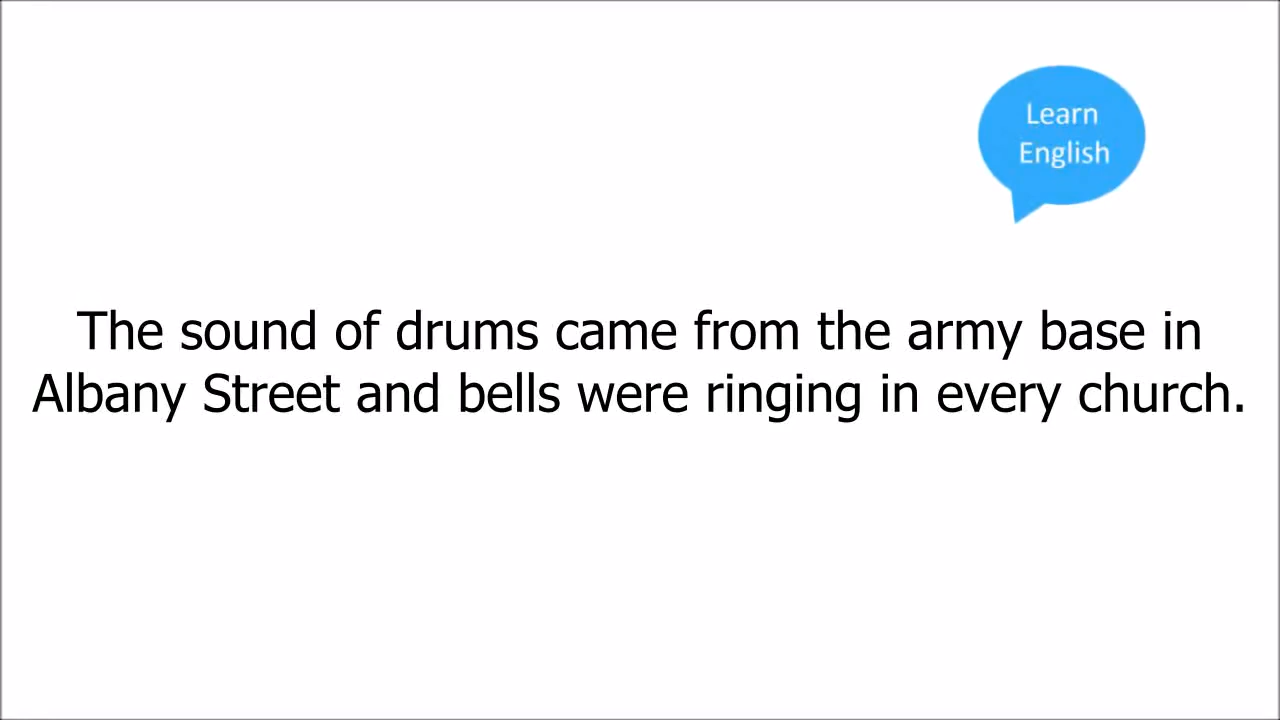 Learn
English
The sound of drums came from the army base in
Albany Street and bells were ringing in every church.